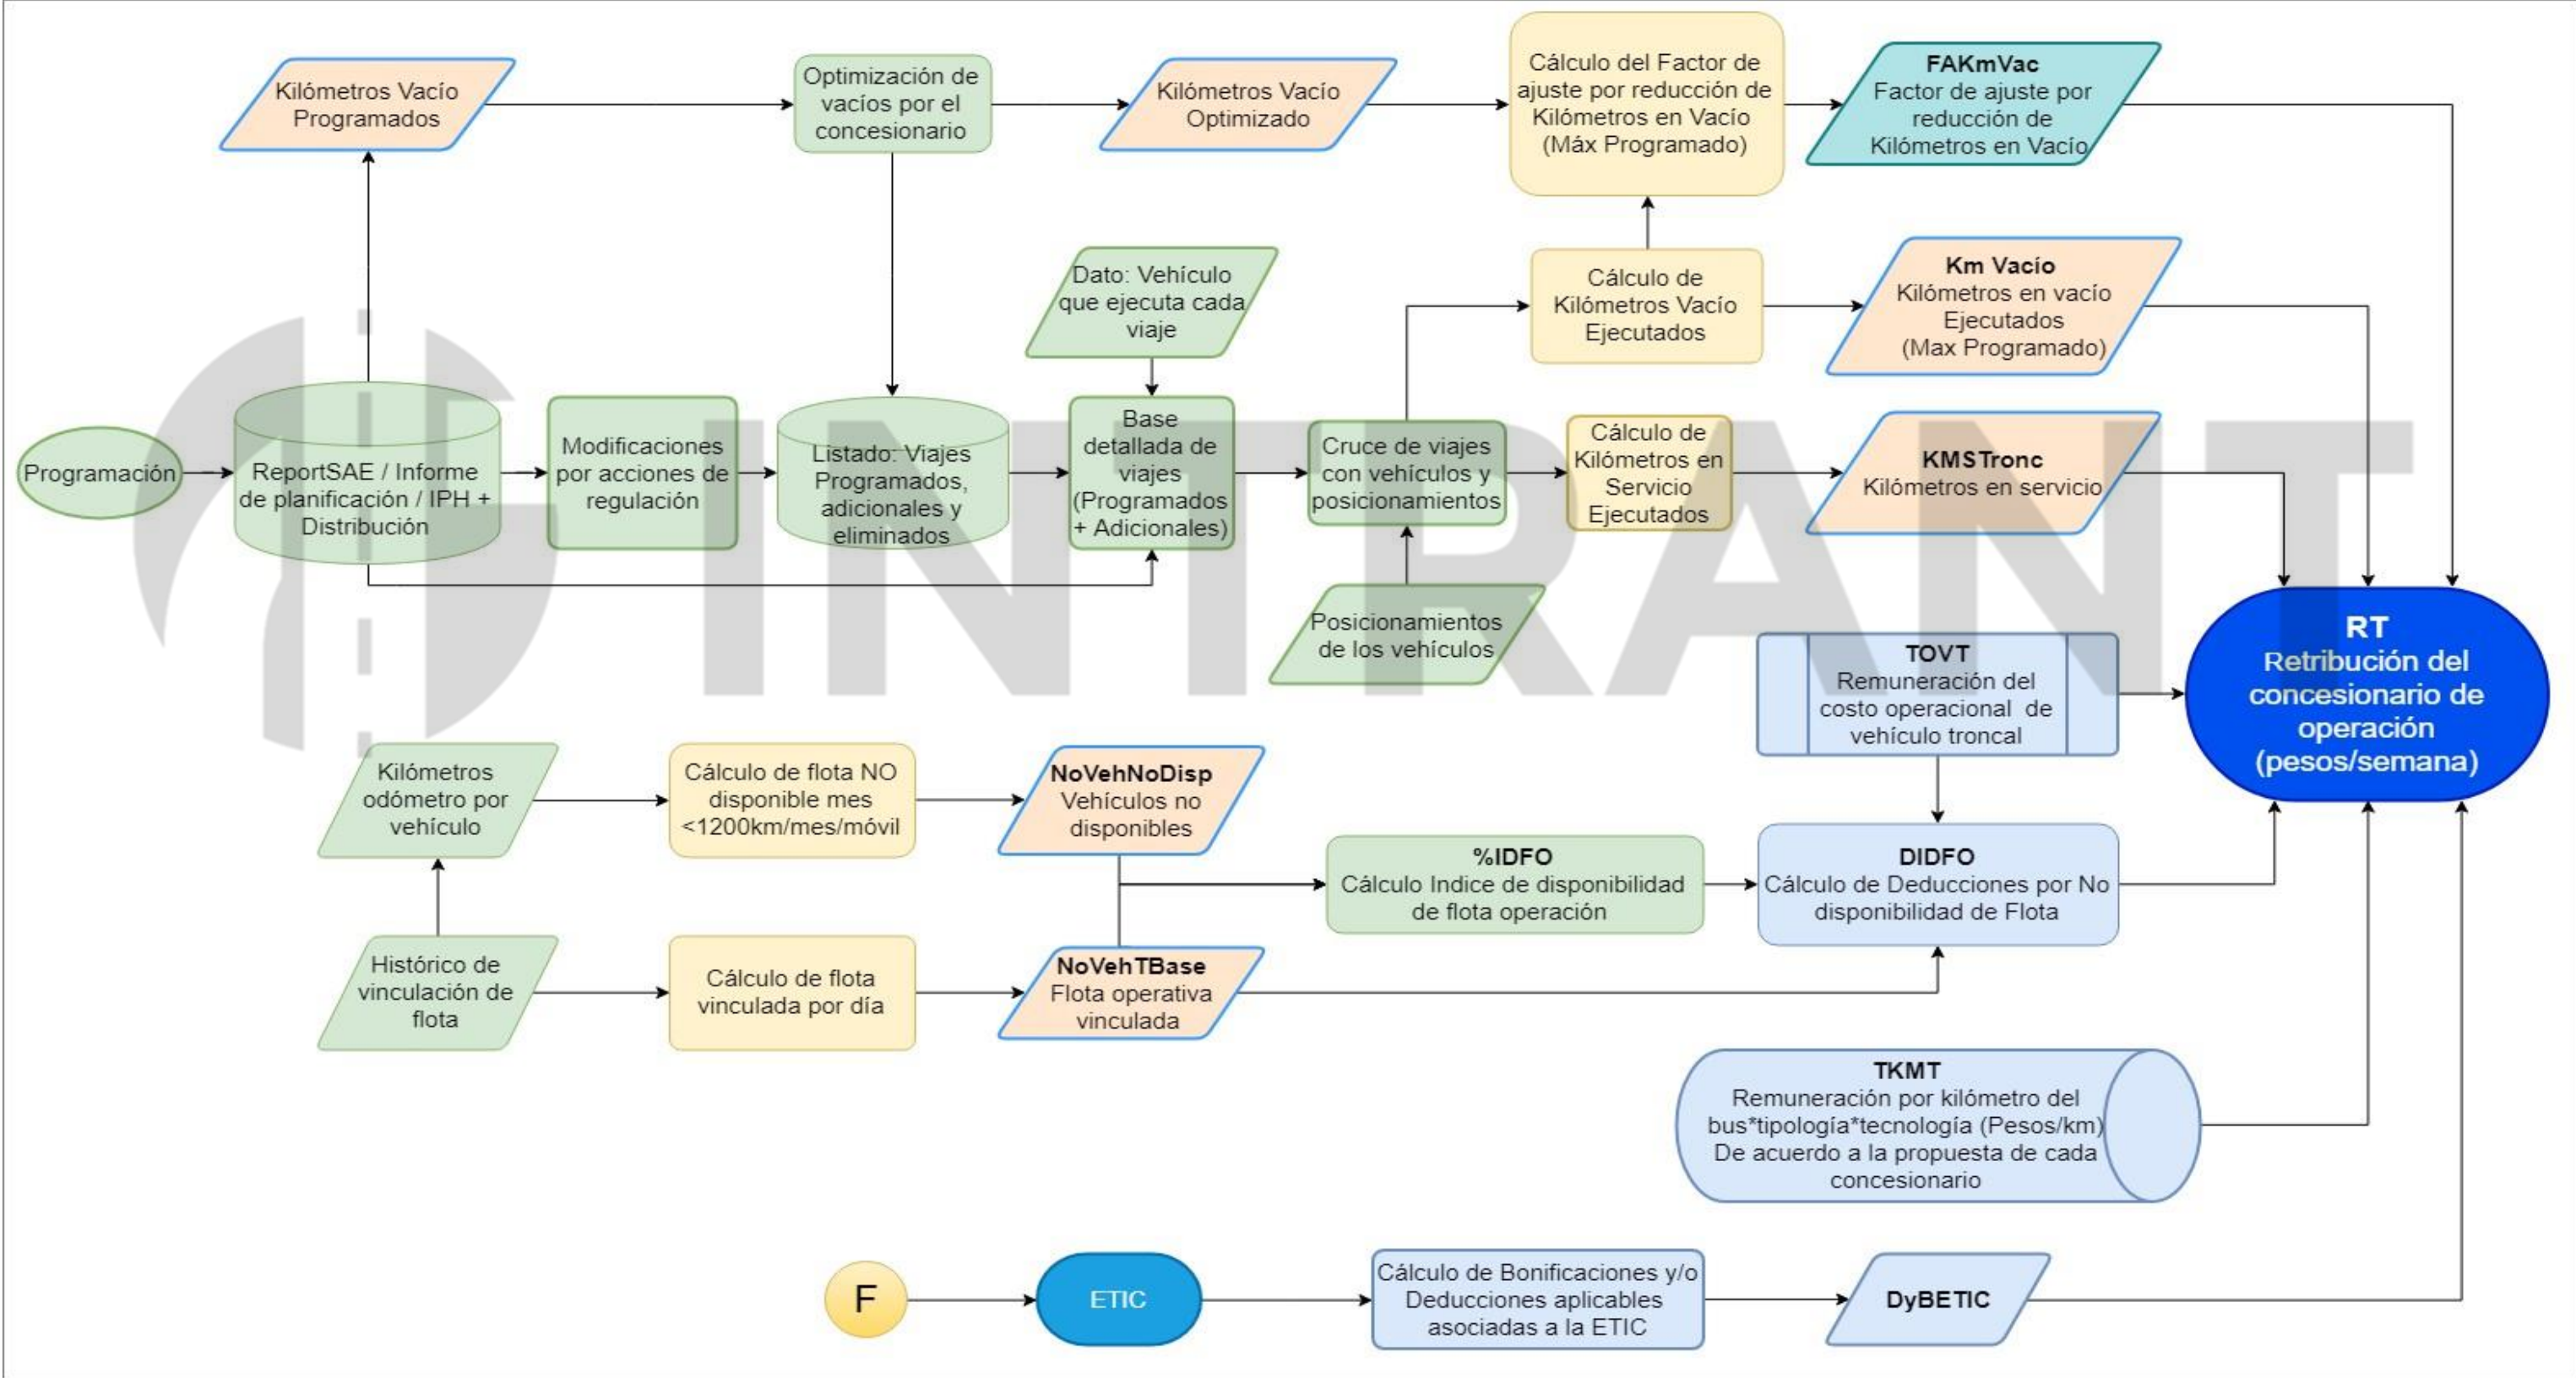 Kilómetros Vacío
Programados
Optimización de
vacíos por el
concesionario
Kilómetros Vacío
Optimizado
Cálculo del Factor de
ajuste por reducción de
Kilómetros en Vacío
(Máx Programado)
FAKmVac
Factor de ajuste por
reducción de
Kilómetros en Vacío
Dato: Vehículo
que ejecuta cada
viaje
Cálculo de
Kilómetros Vacío
Ejecutados
Km Vacío
Kilómetros en vacío
Ejecutados
(Max Programado)
Programación
ReportSAE / Informe
de planificación / IPH +
Distribución
Modificaciones
por acciones de
regulación
Listado: Viajes
Programados,
adicionales y
eliminados
Base
detallada de
viajes
(Programados
+ Adicionales)
Cruce de viajes
con vehículos y
posicionamientos
Cálculo de
Kilómetros en
Servicio
Ejecutados
KMSTronc
Kilómetros en servicio
INTRANT
Posicionamientos
de los vehículos
TOVT
Remuneración del
costo operacional de
vehículo troncal
RT
Retribución del
concesionario de
operación
(pesos/semana)
Kilómetros
odómetro por
vehículo
Cálculo de flota NO
disponible mes
<1200km/mes/móvil
NoVehNoDisp
Vehículos no
disponibles
%IDFO
Cálculo Indice de disponibilidad
de flota operación
DIDFO
Cálculo de Deducciones por No
disponibilidad de Flota
Histórico de
vinculación de
flota
Cálculo de flota
vinculada por día
NoVehTBase
Flota operativa
vinculada
TKMT
Remuneración por kilómetro del
bus*tipología*tecnología (Pesos/km)
De acuerdo a la propuesta de cada
concesionario
F
ETIC
Cálculo de Bonificaciones y/o
Deducciones aplicables
asociadas a la ETIC
DyBETIC